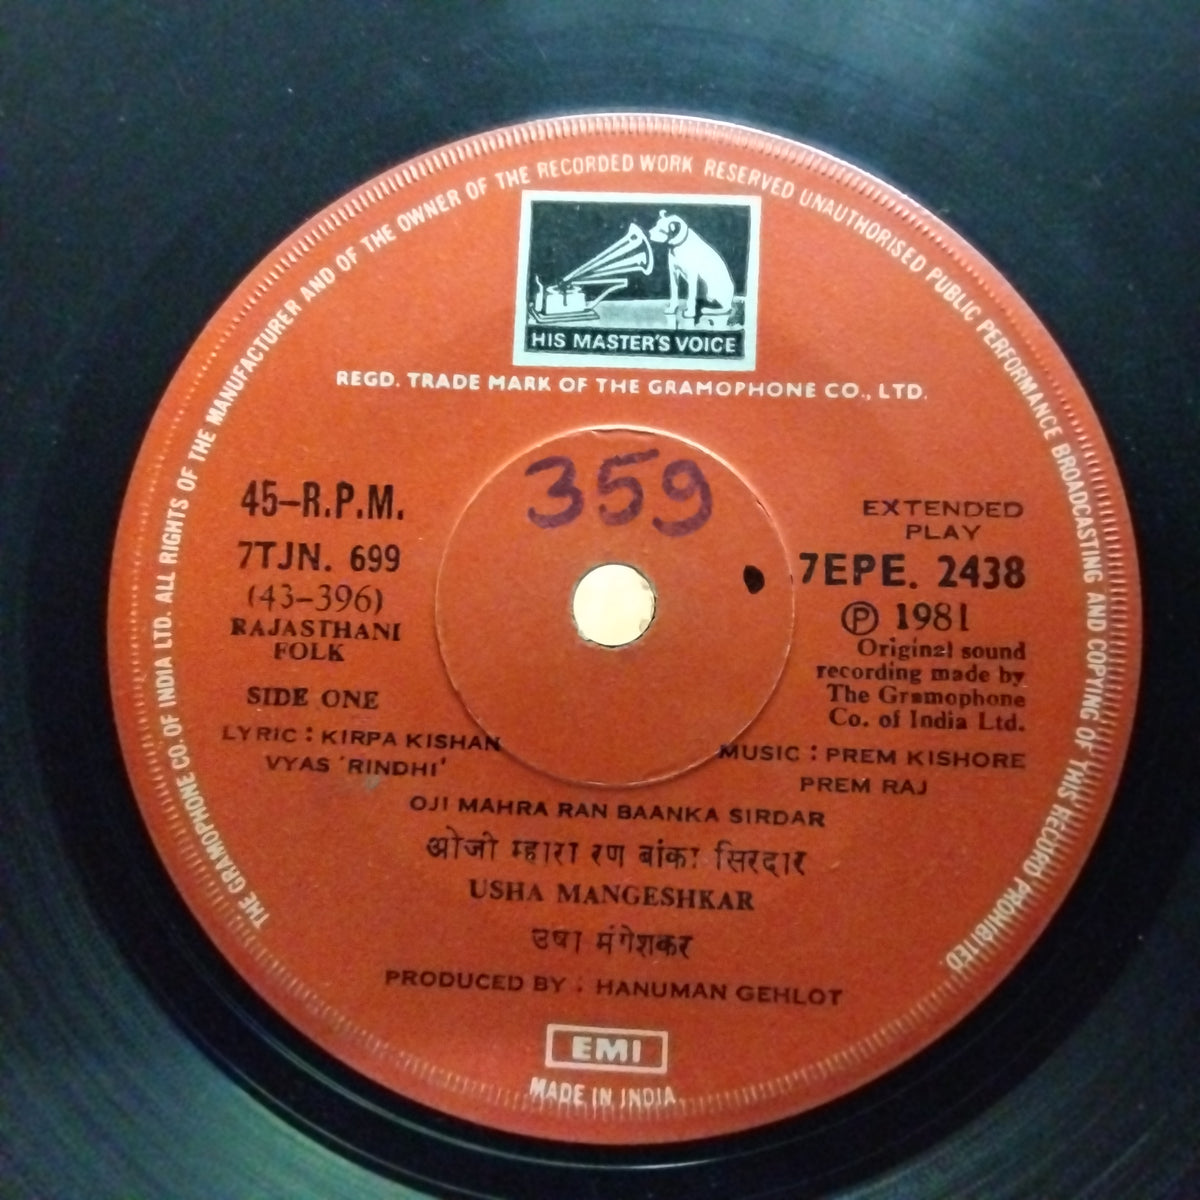 THE GRAMOPHONE CO. OF INDIA LTD. ALL RIGHTS OF THE MANUFACTURER AND OF THE OWNER OF THE RECORDED WORK RESERVED UNAUTHORISED PUBLIC PERFORMANCE BROADCASTING AND COPYING OF THIS RECORD PROHIBITED.
HIS MASTER'S VOICE
REGD. TRADE MARK OF THE GRAMOPHONE CO., LTD.
359
45-R.P.M.
7TJN. 699
(43-396)
RAJASTHANI
FOLK
SIDE ONE
EXTENDED
PLAY
7EPE. 2438
Ⓟ 1981
Original sound
recording made by
The Gramophone
Co. of India Ltd.
LYRIC : KIRPA KISHAN
VYAS 'RINDHI'
MUSIC : PREM KISHORE
PREM RAJ
OJI MAHRA RAN BAANKA SIRDAR
ओजी म्हारा रण बांका सिरदार
USHA MANGESHKAR
उषा मंगेशकर
PRODUCED BY : HANUMAN GEHLOT
EMI
MADE IN INDIA